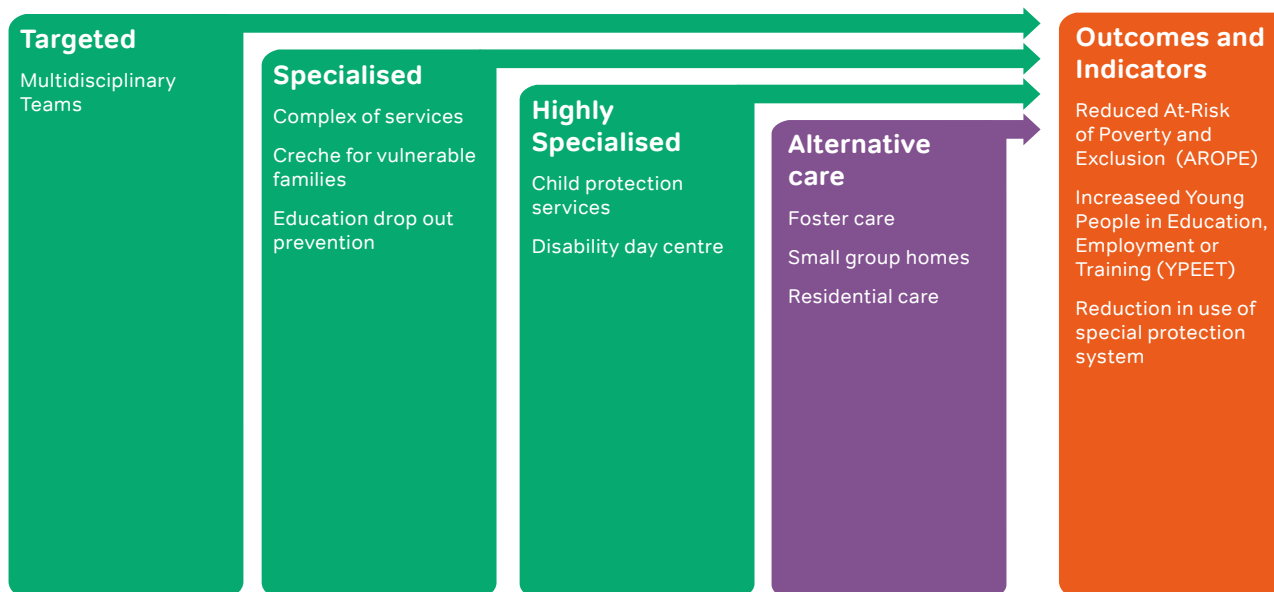 Targeted
Multidisciplinary
Teams
Specialised
Complex of services
Creche for vulnerable
families
Education drop out
prevention
Highly
Specialised
Child protection
services
Disability day centre
Alternative
care
Foster care
Small group homes
Residential care
Outcomes and
Indicators
Reduced At-Risk
of Poverty and
Exclusion (AROPE)
Increaseed Young
People in Education,
Employment or
Training (YPEET)
Reduction in use of
special protection
system